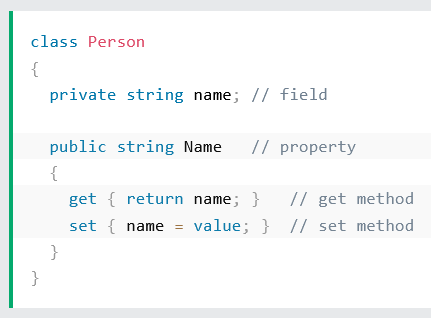 class Person
{
  private string name; // field

  public string Name   // property
  {
    get { return name; }   // get method
    set { name = value; }  // set method
  }
}